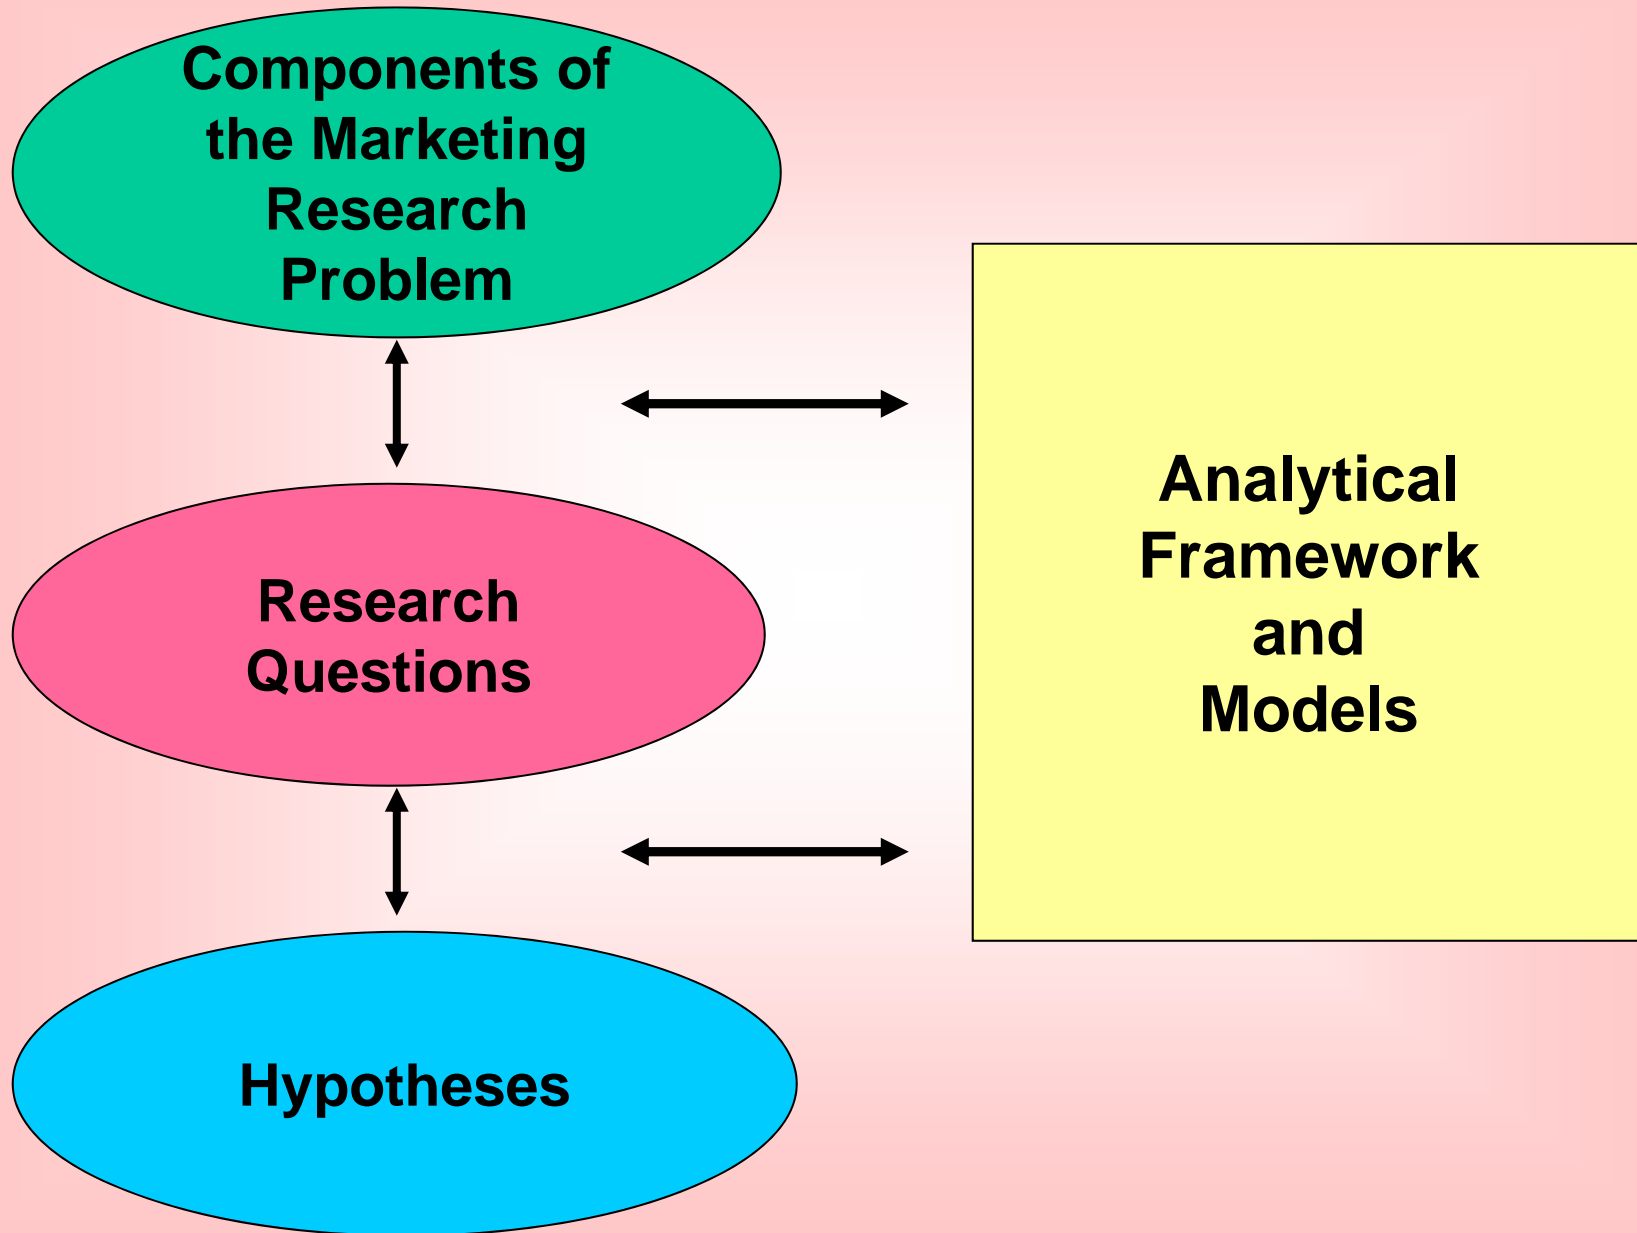 Components of
the Marketing
Research
Problem
Research
Questions
Hypotheses
Analytical
Framework
and
Models